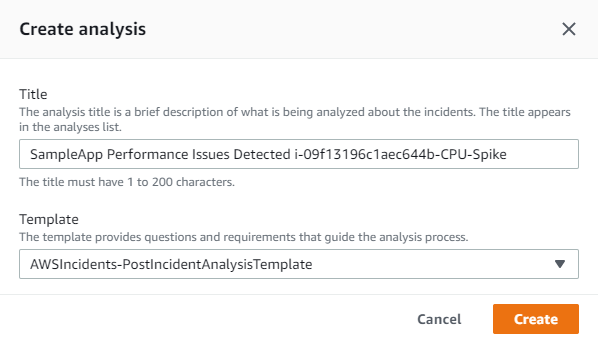 Create analysis
Title
The analysis title is a brief description of what is being analyzed about the incidents. The title appears
in the analyses list.
SampleApp Performance Issues Detected i-09f13196c1aec644b-CPU-Spike
The title must have 1 to 200 characters.
Template
The template provides questions and requirements that guide the analysis process.
AWSIncidents-PostIncidentAnalysisTemplate
Cancel
Create